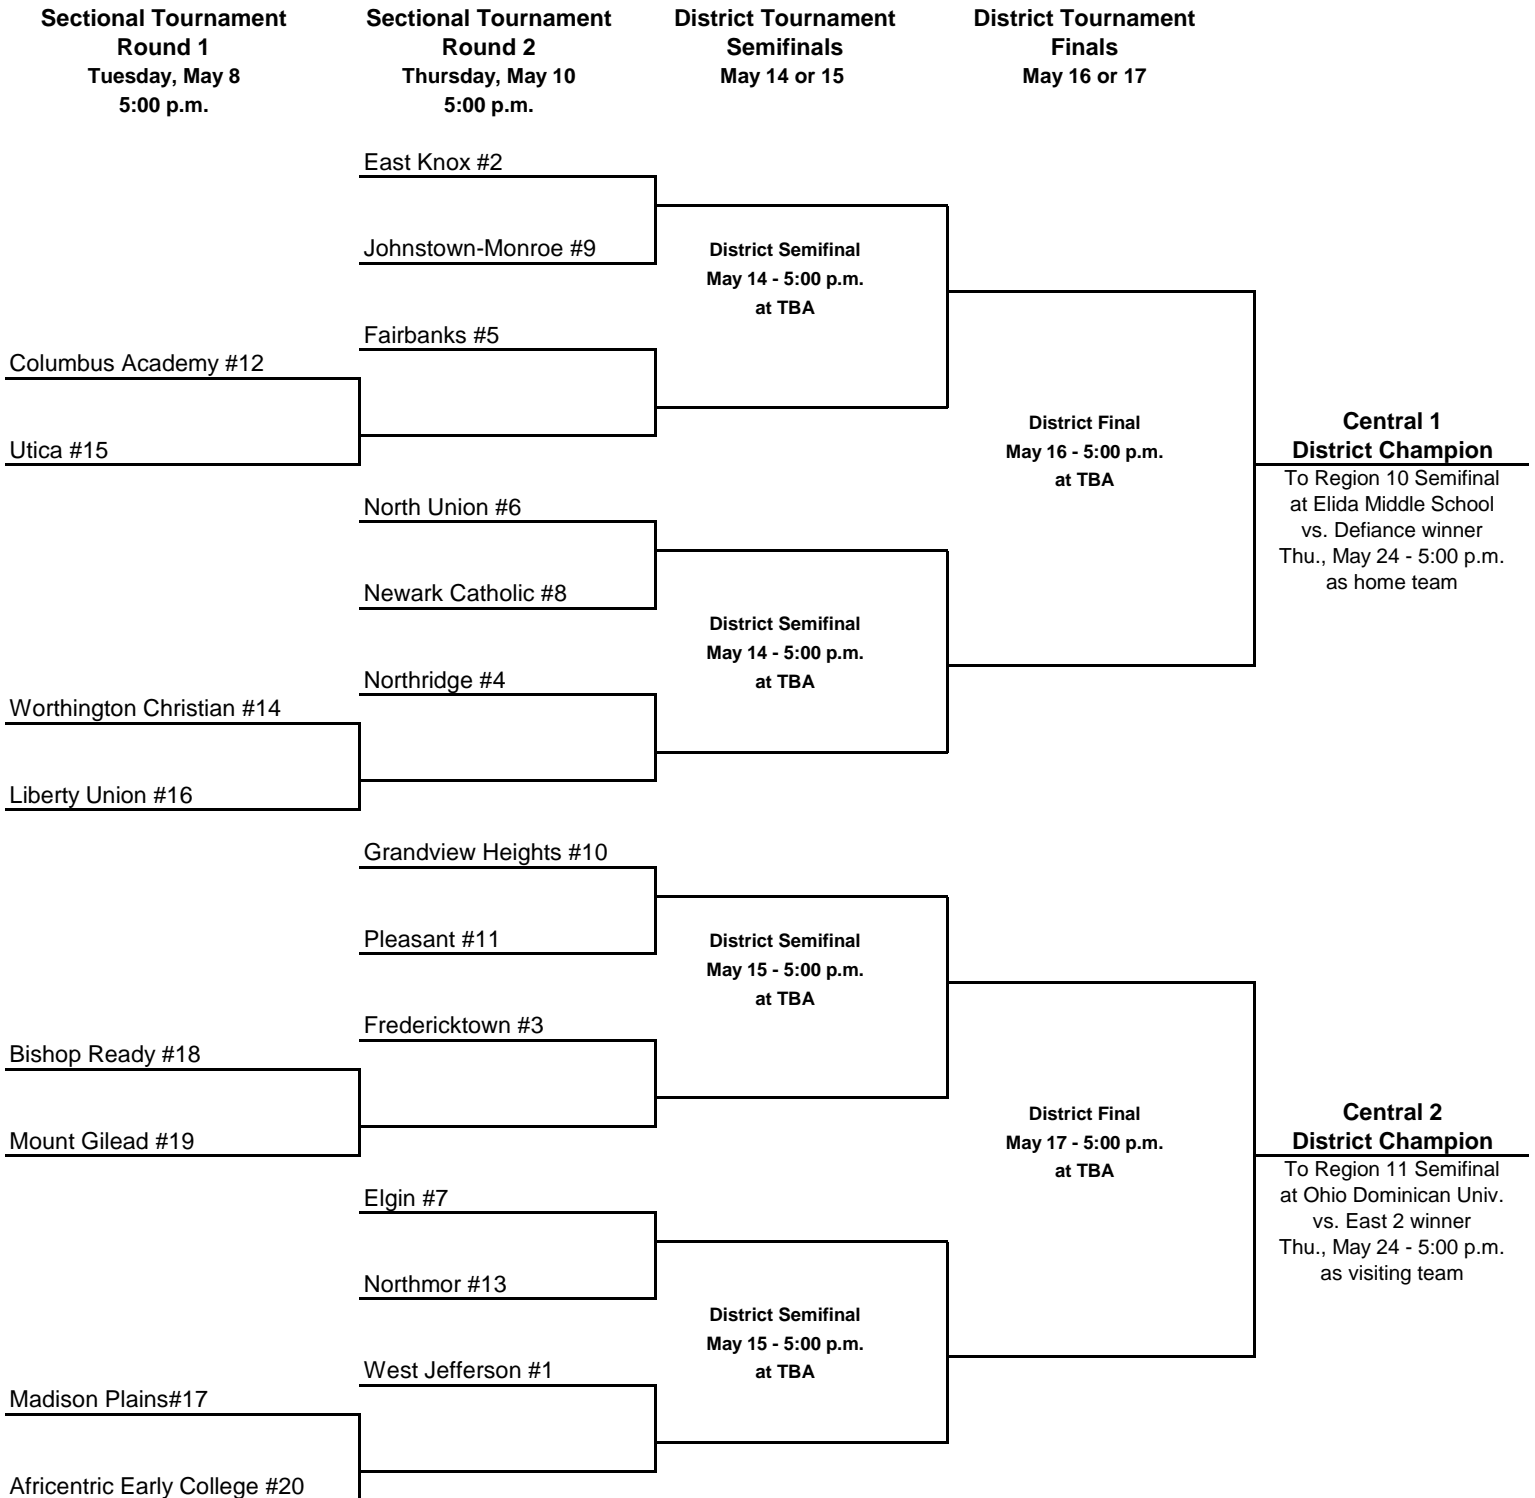 Sectional Tournament
Round 1
Tuesday, May 8
5:00 p.m.
Sectional Tournament
Round 2
Thursday, May 10
5:00 p.m.
District Tournament
Semifinals
May 14 or 15
District Tournament
Finals
May 16 or 17
East Knox #2
Johnstown-Monroe #9
District Semifinal
May 14 - 5:00 p.m.
at TBA
Fairbanks #5
Columbus Academy #12
Utica #15
District Final
May 16 - 5:00 p.m.
at TBA
Central 1
District Champion
To Region 10 Semifinal
at Elida Middle School
vs. Defiance winner
Thu., May 24 - 5:00 p.m.
as home team
North Union #6
Newark Catholic #8
District Semifinal
May 14 - 5:00 p.m.
at TBA
Northridge #4
Worthington Christian #14
Liberty Union #16
Grandview Heights #10
Pleasant #11
District Semifinal
May 15 - 5:00 p.m.
at TBA
Fredericktown #3
Bishop Ready #18
Mount Gilead #19
District Final
May 17 - 5:00 p.m.
at TBA
Central 2
District Champion
To Region 11 Semifinal
at Ohio Dominican Univ.
vs. East 2 winner
Thu., May 24 - 5:00 p.m.
as visiting team
Elgin #7
Northmor #13
District Semifinal
May 15 - 5:00 p.m.
at TBA
West Jefferson #1
Madison Plains#17
Africentric Early College #20